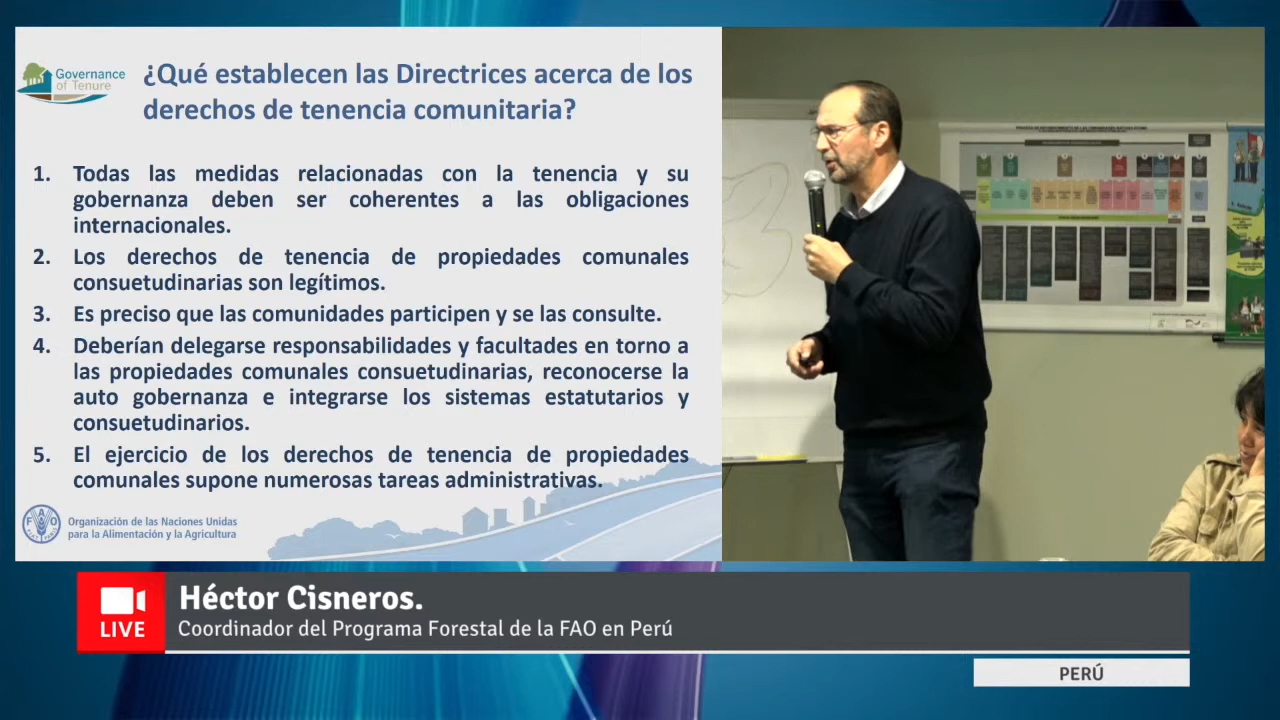 Governance
of Tenure
¿Qué establecen las Directrices acerca de los
derechos de tenencia comunitaria?
1. Todas las medidas relacionadas con la tenencia y su
gobernanza deben ser coherentes a las obligaciones
internacionales.
2. Los derechos de tenencia de propiedades comunales
consuetudinarias son legítimos.
3. Es preciso que las comunidades participen y se las consulte.
4. Deberían delegarse responsabilidades y facultades en torno a
las propiedades comunales consuetudinarias, reconocerse la
auto gobernanza e integrarse los sistemas estatutarios y
consuetudinarios.
5. El ejercicio de los derechos de tenencia de propiedades
comunales supone numerosas tareas administrativas.
FAO
Organización de las Naciones Unidas
para la Alimentación y la Agricultura
LIVE
Héctor Cisneros.
Coordinador del Programa Forestal de la FAO en Perú
PERÚ